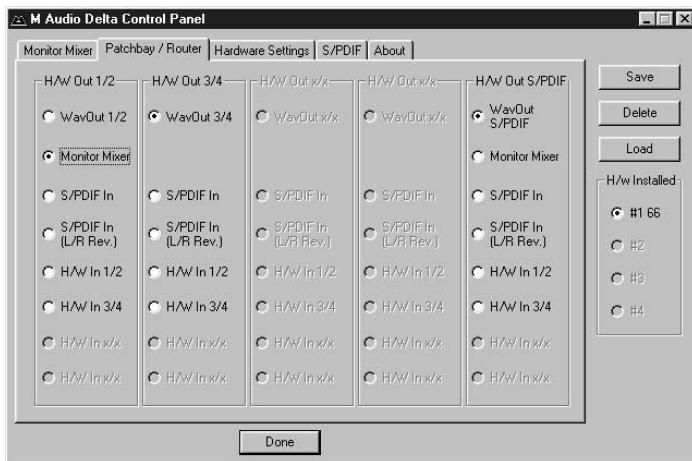 M Audio Delta Control Panel
Monitor Mixer Patchbay / Router Hardware Settings S/PDIF About
H/W Out 1/2
WavOut 1/2
Monitor Mixer
S/PDIF In
S/PDIF In
(L/R Rev.)
H/W In 1/2
H/W In 3/4
H/W In x/x
H/W In x/x
H/W Out 3/4
WavOut 3/4
S/PDIF In
S/PDIF In
(L/R Rev.)
H/W In 1/2
H/W In 3/4
H/W In x/x
H/W In x/x
H/W Out x/x
WavOut x/x
S/PDIF In
S/PDIF In
(L/R Rev.)
H/W In 1/2
H/W In 3/4
H/W In x/x
H/W In x/x
H/W Out x/x
WavOut x/x
S/PDIF In
S/PDIF In
(L/R Rev.)
H/W In 1/2
H/W In 3/4
H/W In x/x
H/W In x/x
H/W Out S/PDIF
WavOut
S/PDIF
Monitor Mixer
S/PDIF In
S/PDIF In
(L/R Rev.)
H/W In 1/2
H/W In 3/4
H/W In x/x
H/W In x/x
Save
Delete
Load
H/w Installed
#1 66
#2
#3
#4
Done